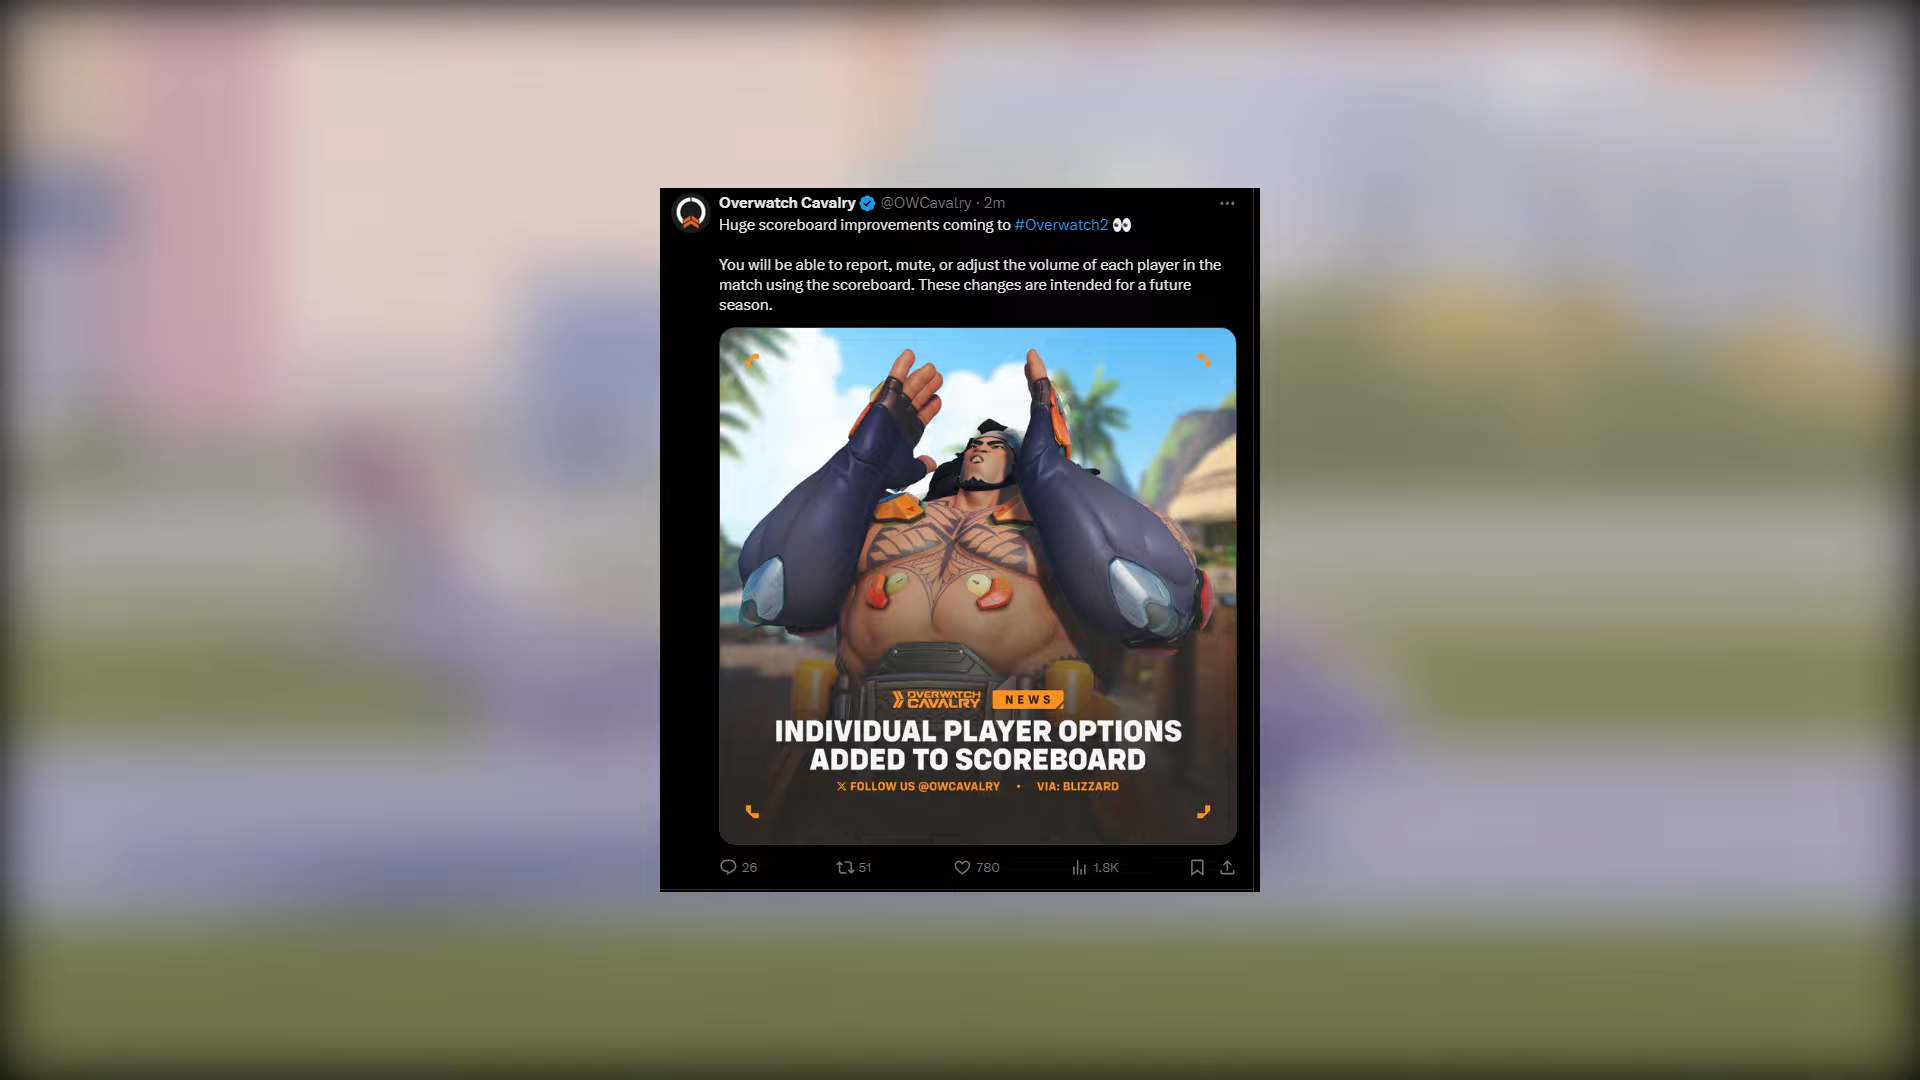 Overwatch Cavalry @OWCavalry · 2m
Huge scoreboard improvements coming to #Overwatch2 👀
You will be able to report, mute, or adjust the volume of each player in the
match using the scoreboard. These changes are intended for a future
season.
OVERWATCH CAVALRY NEWS
INDIVIDUAL PLAYER OPTIONS
ADDED TO SCOREBOARD
X FOLLOW US @OWCAVALRY • VIA: BLIZZARD
26 51 780 1.8K